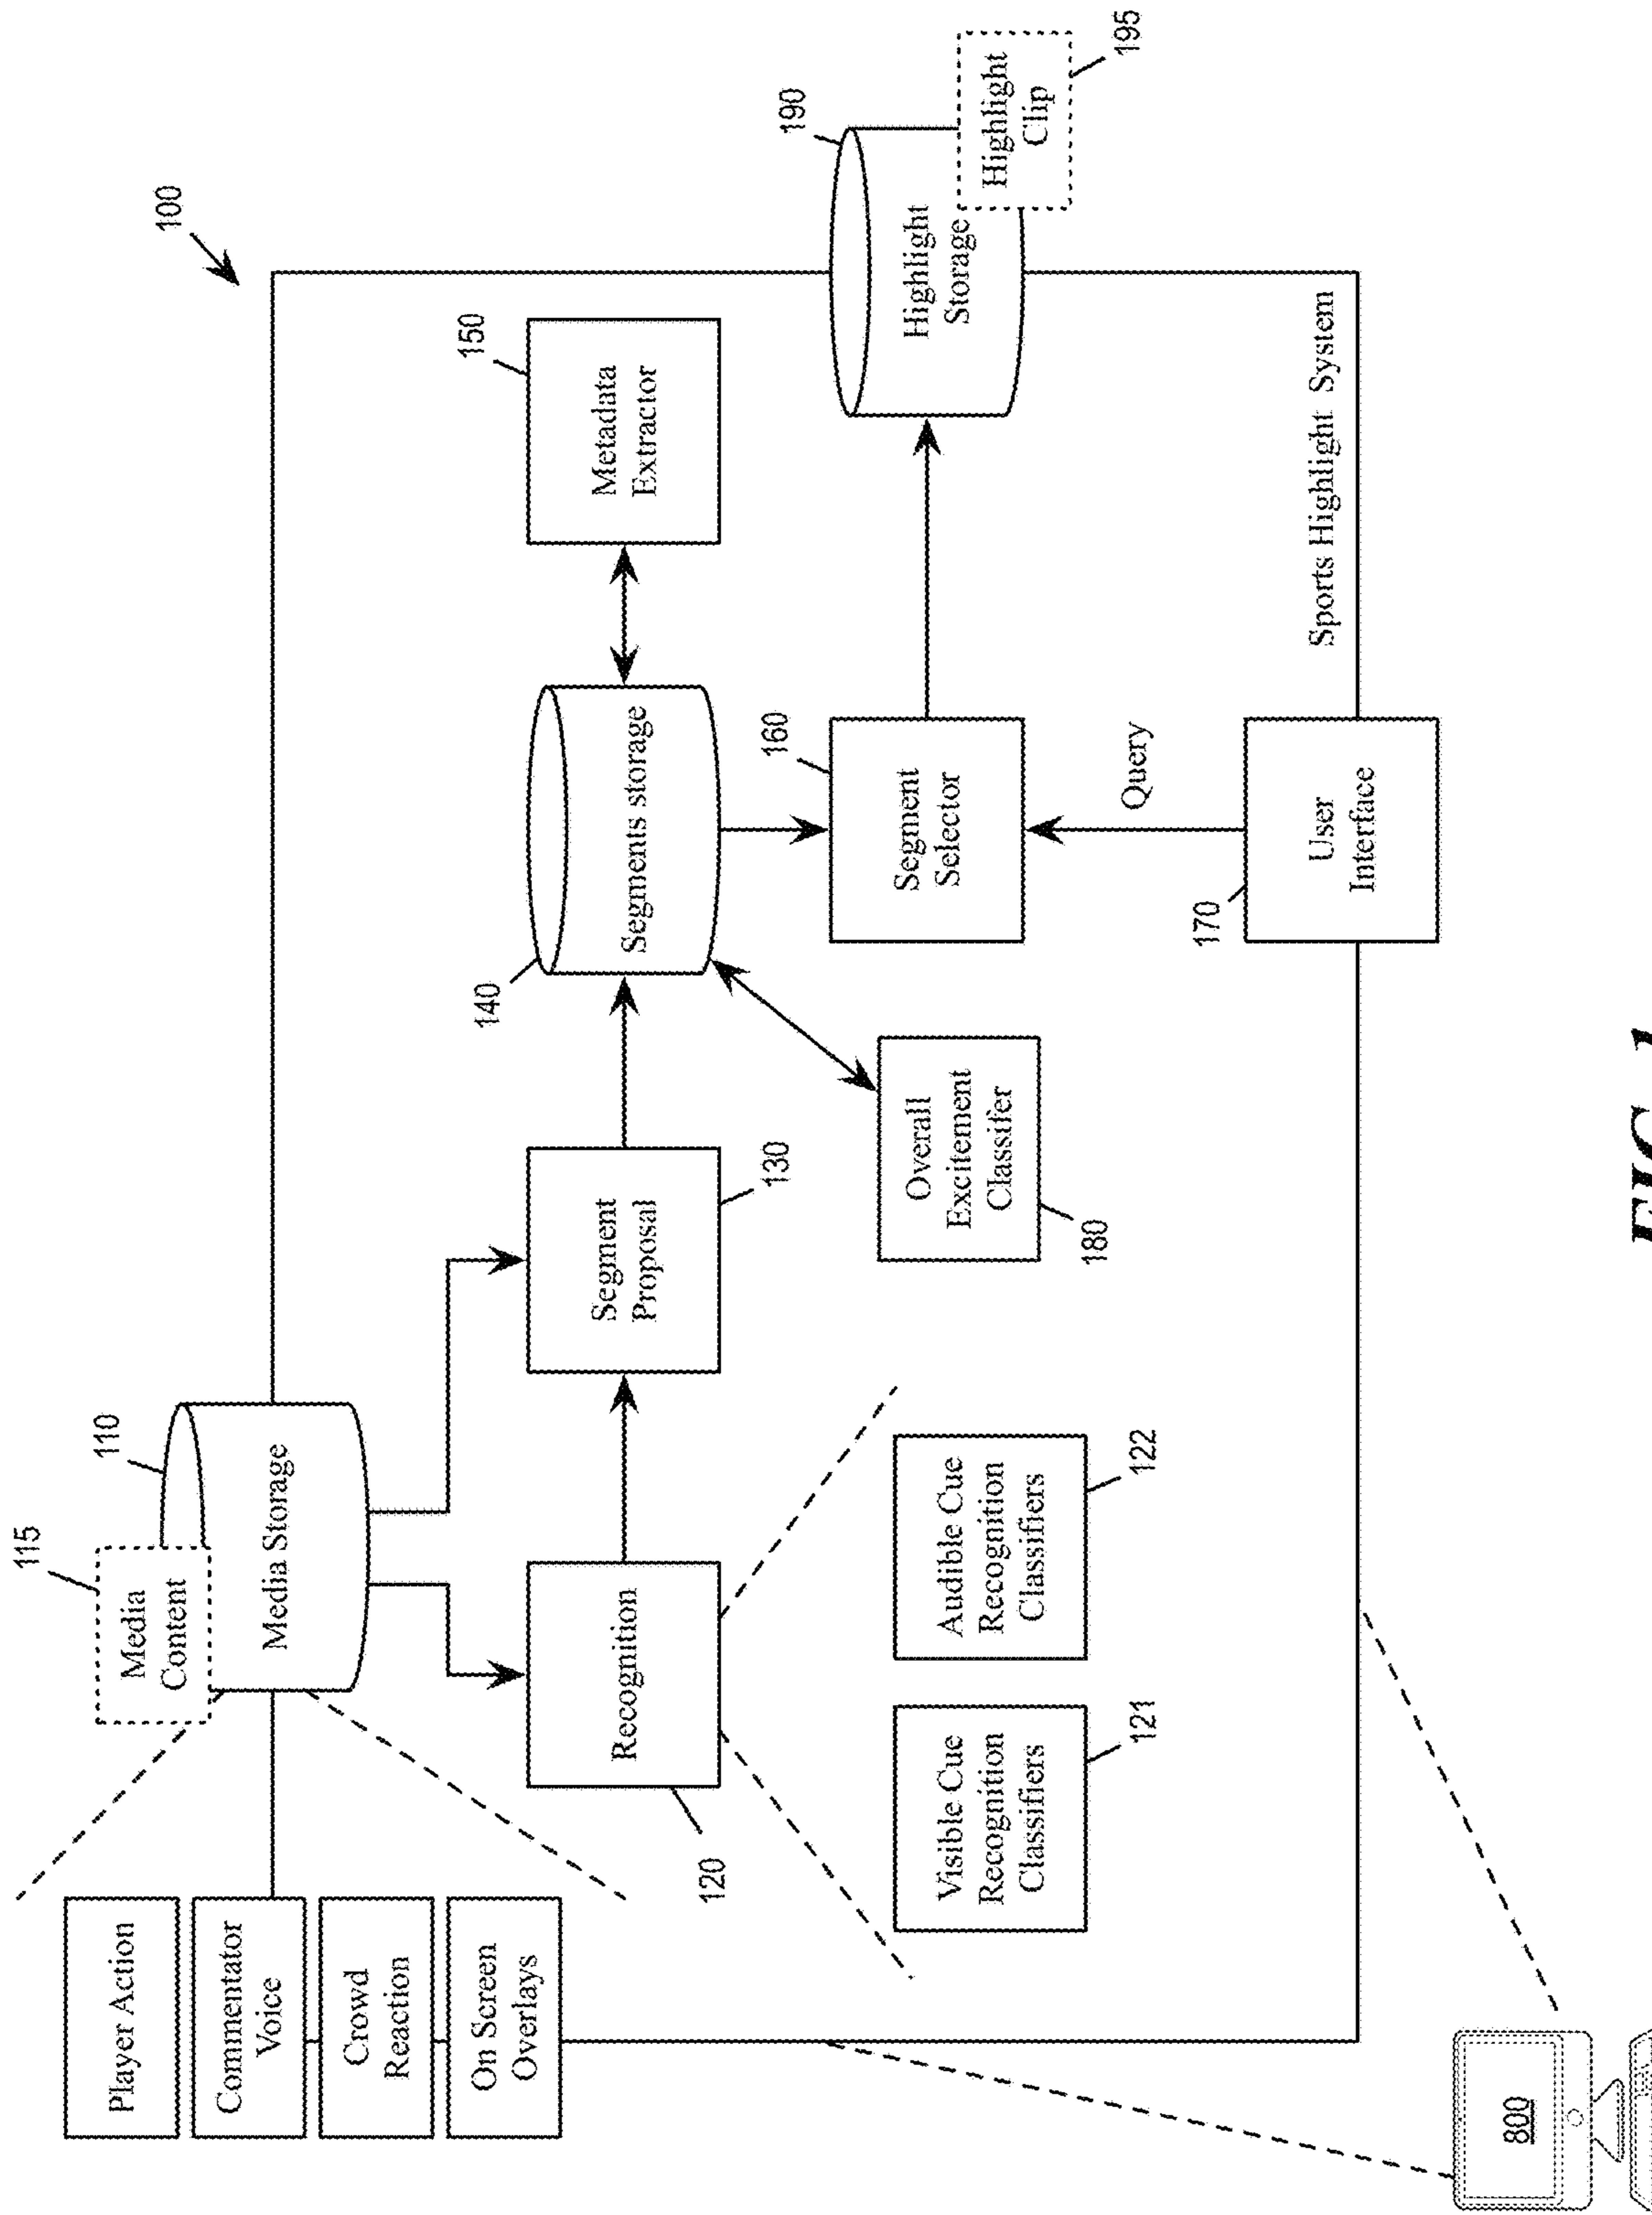 100
115
110
Media
Content
Media Storage
Player Action
Commentator
Voice
Crowd
Reaction
On Screen
Overlays
Recognition
120
Segment
Proposal
130
140
Segments storage
Metadata
Extractor
150
Visible Cue
Recognition
Classifiers
121
Audible Cue
Recognition
Classifiers
122
Overall
Excitement
Classifer
180
Segment
Selector
160
Highlight
Storage
190
Highlight
Clip
195
Query
170
User
Interface
Sports Highlight System
800
FIG. 1